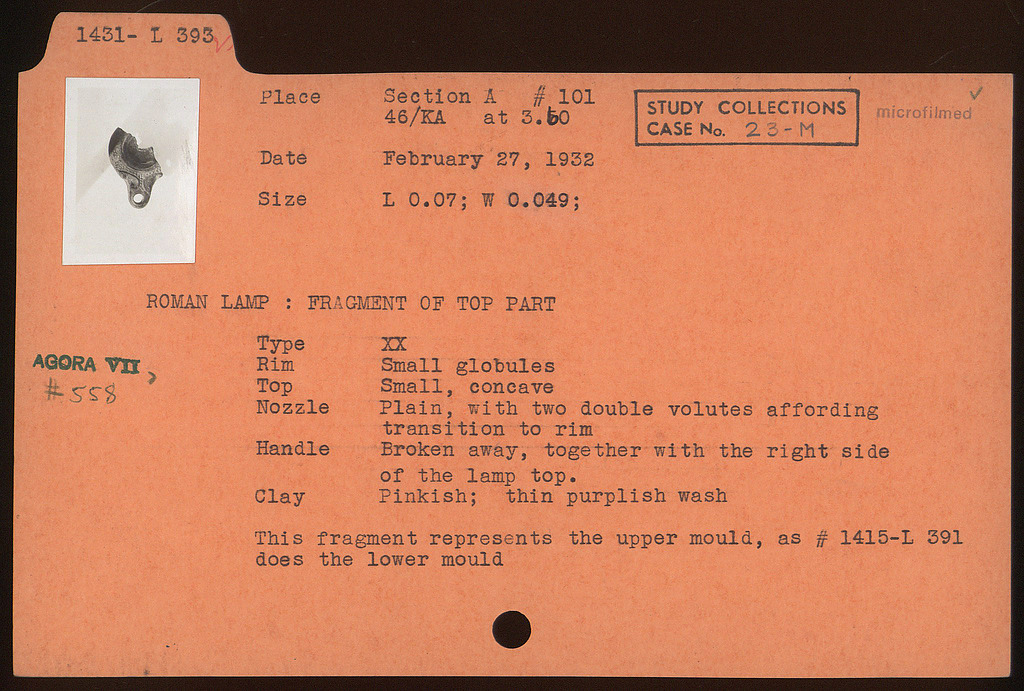 1431- L 393
Place Section A # 101
46/KA at 3.60
STUDY COLLECTIONS
CASE No. 23-M
microfilmed
Date February 27, 1932
Size L 0.07; W 0.049;
ROMAN LAMP : FRAGMENT OF TOP PART
AGORA VII,
#558
Type XX
Rim Small globules
Top Small, concave
Nozzle Plain, with two double volutes affording
transition to rim
Handle Broken away, together with the right side
of the lamp top.
Clay Pinkish; thin purplish wash
This fragment represents the upper mould, as # 1415-L 391
does the lower mould